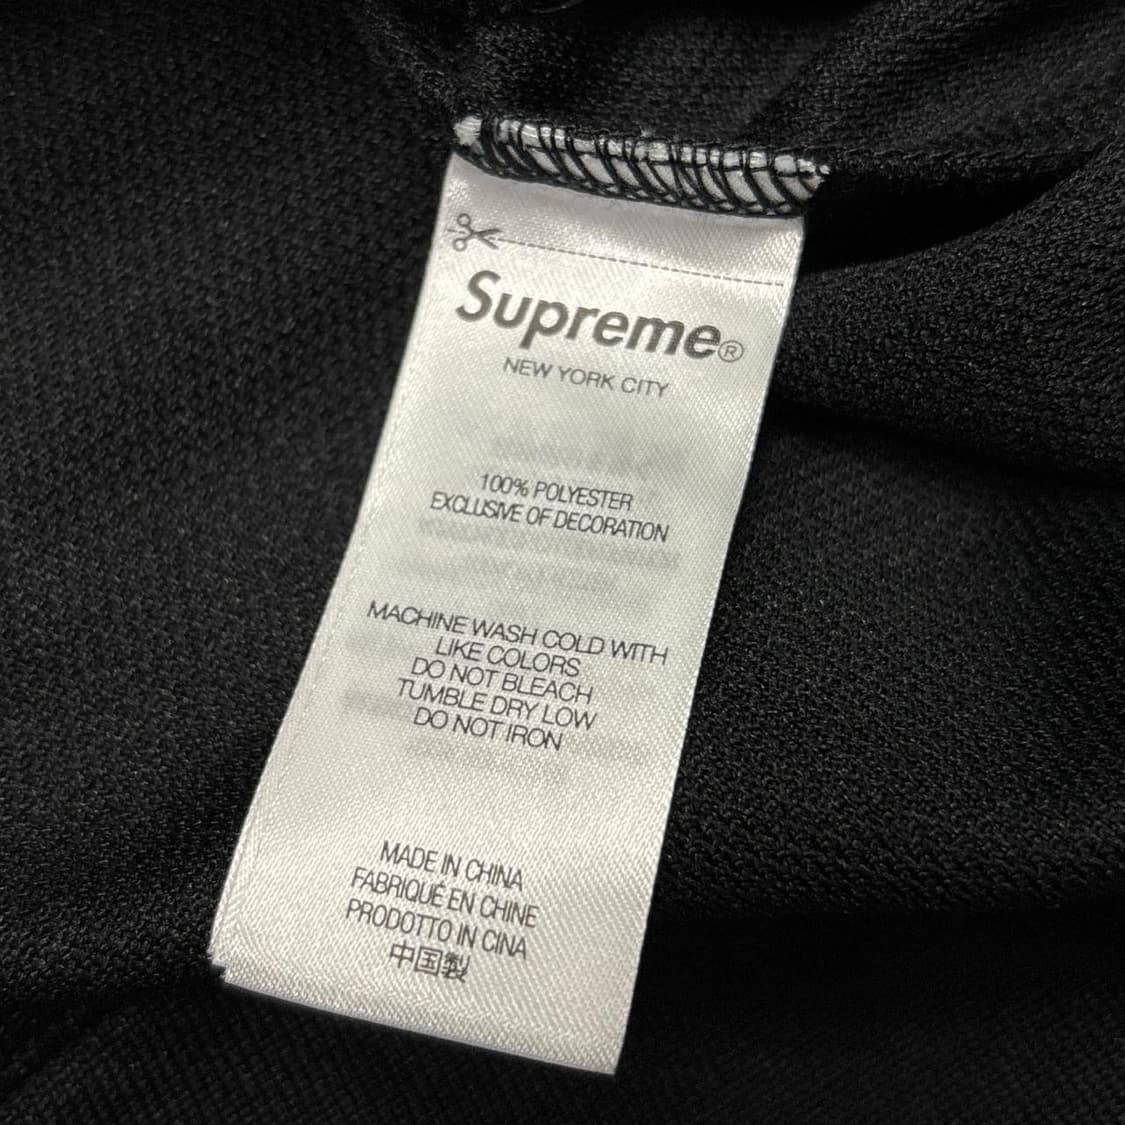 Supreme®
NEW YORK CITY
100% POLYESTER
EXCLUSIVE OF DECORATION
MACHINE WASH COLD WITH
LIKE COLORS
DO NOT BLEACH
TUMBLE DRY LOW
DO NOT IRON
MADE IN CHINA
FABRIQUÉ EN CHINE
PRODOTTO IN CINA
中国製